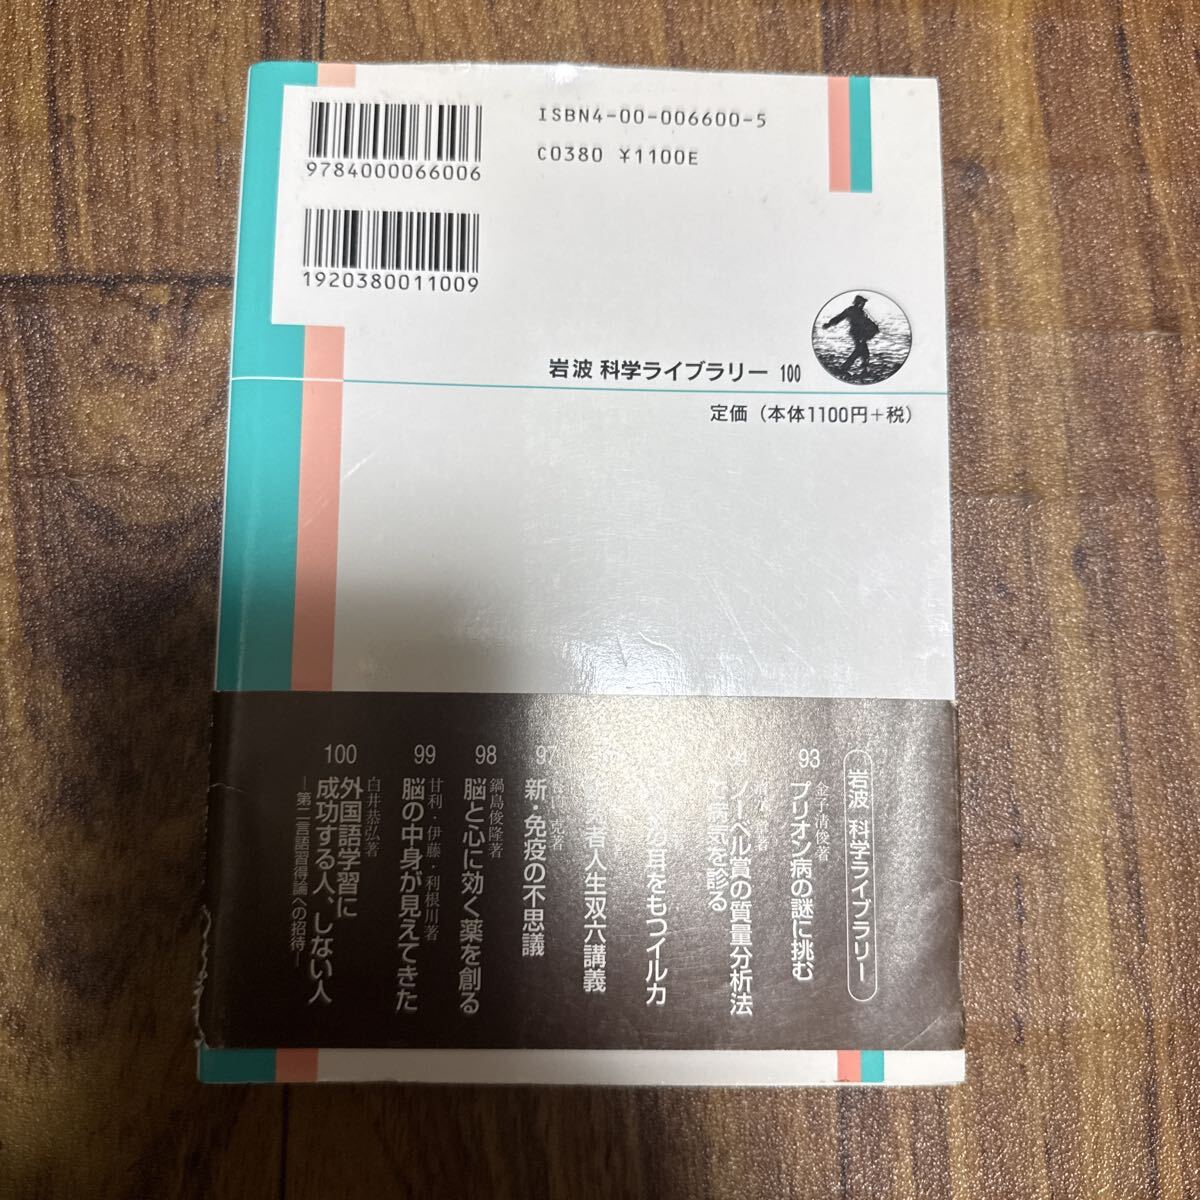 9784000066006
1920380011009
ISBN4-00-006600-5
C0380 ¥1100E
岩波 科学ライブラリー 100
定価（本体1100円＋税）
岩波 科学ライブラリー
93
金子清俊著
プリオン病の謎に挑む
著
ノーベル賞の質量分析法
で病気を診る
耳をもつイルカ
者人生双六講義
97
著
新・免疫の不思議
98
鍋島俊隆著
脳と心に効く薬を創る
99
甘利・伊藤・利根川著
脳の中身が見えてきた
100
白井恭弘著
外国語学習に
成功する人、しない人
―第二言語習得論への招待―